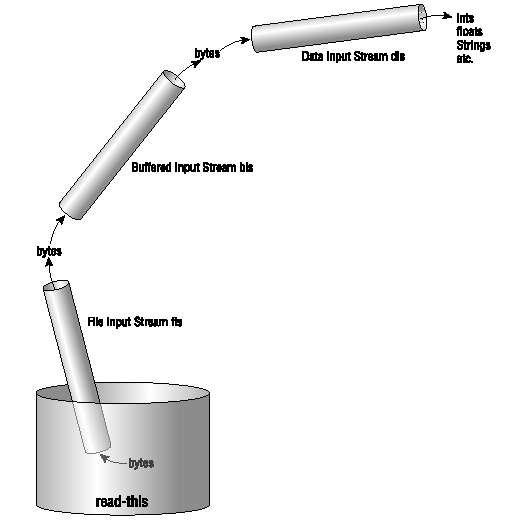 ints
floats
Strings
etc.
bytes
Data Input Stream dis
Buffered Input Stream bis
bytes
File Input Stream fis
bytes
read-this